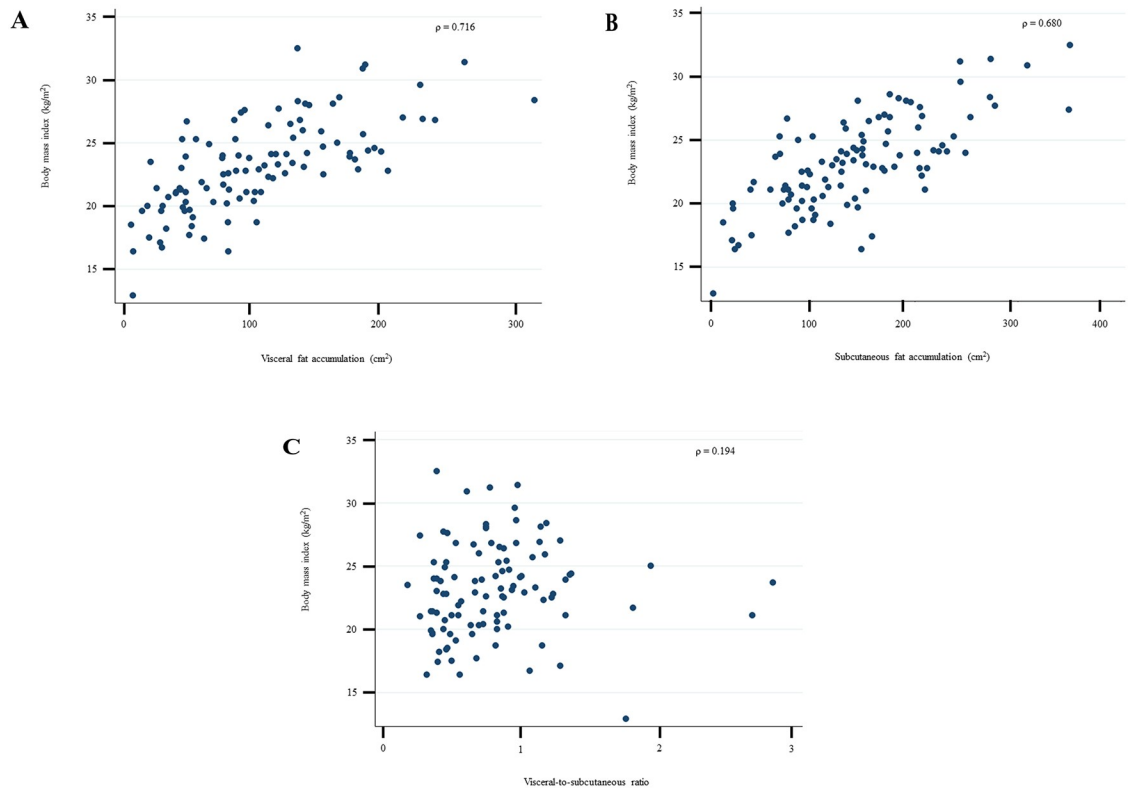 A
ρ = 0.716
Body mass index (kg/m²)
35
30
25
20
15
0 100 200 300
Visceral fat accumulation (cm²)
B
ρ = 0.680
Body mass index (kg/m²)
35
30
25
20
15
0 100 200 300 400
Subcutaneous fat accumulation (cm²)
C
ρ = 0.194
Body mass index (kg/m²)
35
30
25
20
15
0 1 2 3
Visceral-to-subcutaneous ratio